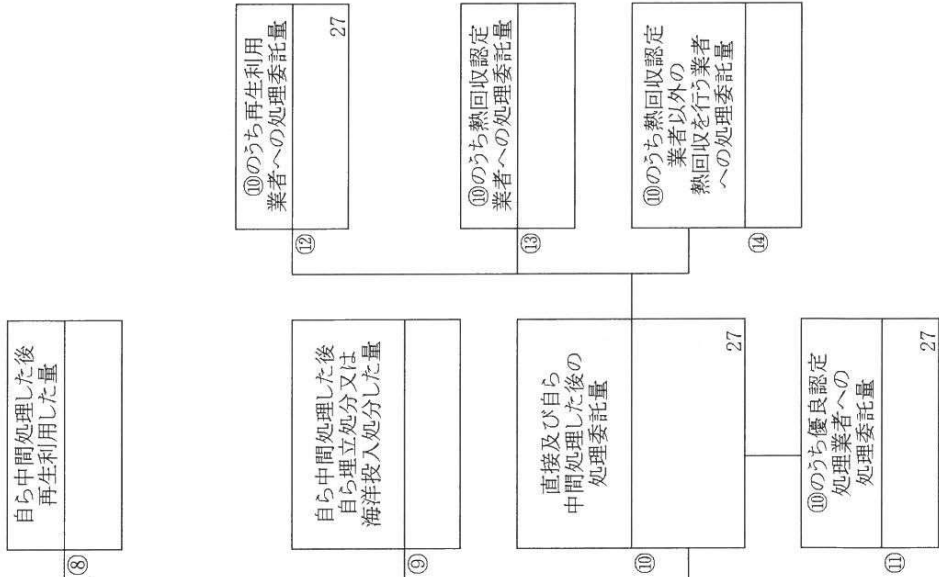 自ら中間処理した後
再生利用した量
⑧
自ら中間処理した後
自ら埋立処分又は
海洋投入処分した量
⑨
直接及び自ら
中間処理した後の
処理委託量
27
⑩
⑩のうち優良認定
処理業者への
処理委託量
27
⑪
⑩のうち再生利用
業者への処理委託量
27
⑫
⑩のうち熱回収認定
業者への処理委託量
⑬
⑩のうち熱回収認定
業者以外の
熱回収を行う業者
への処理委託量
⑭